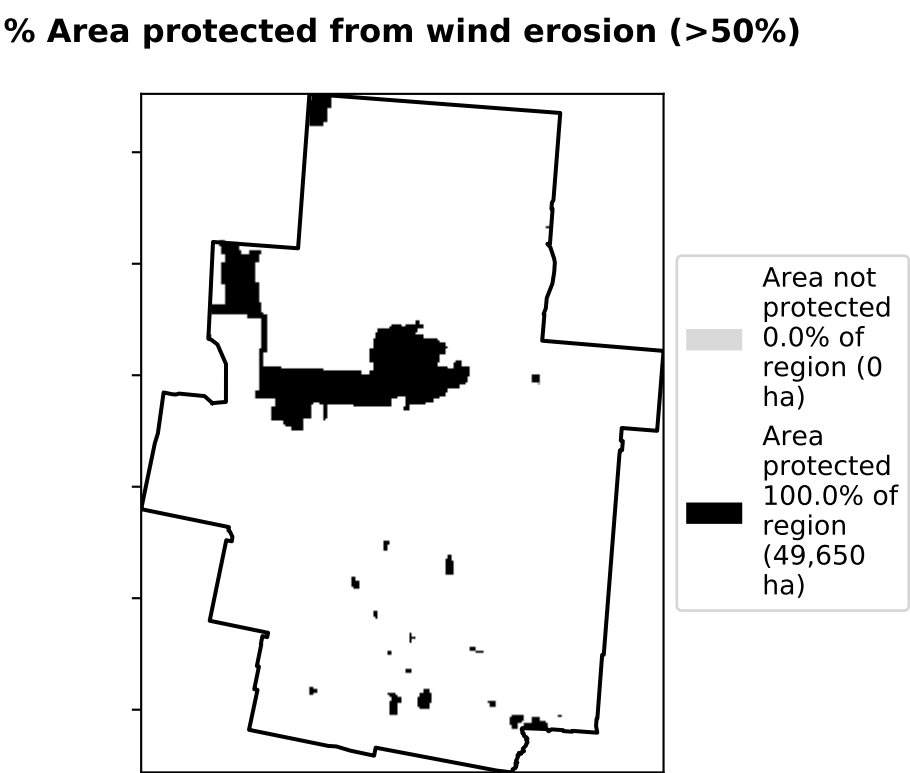 % Area protected from wind erosion (>50%)
Area not
protected
0.0% of
region (0
ha)
Area
protected
100.0% of
region
(49,650
ha)